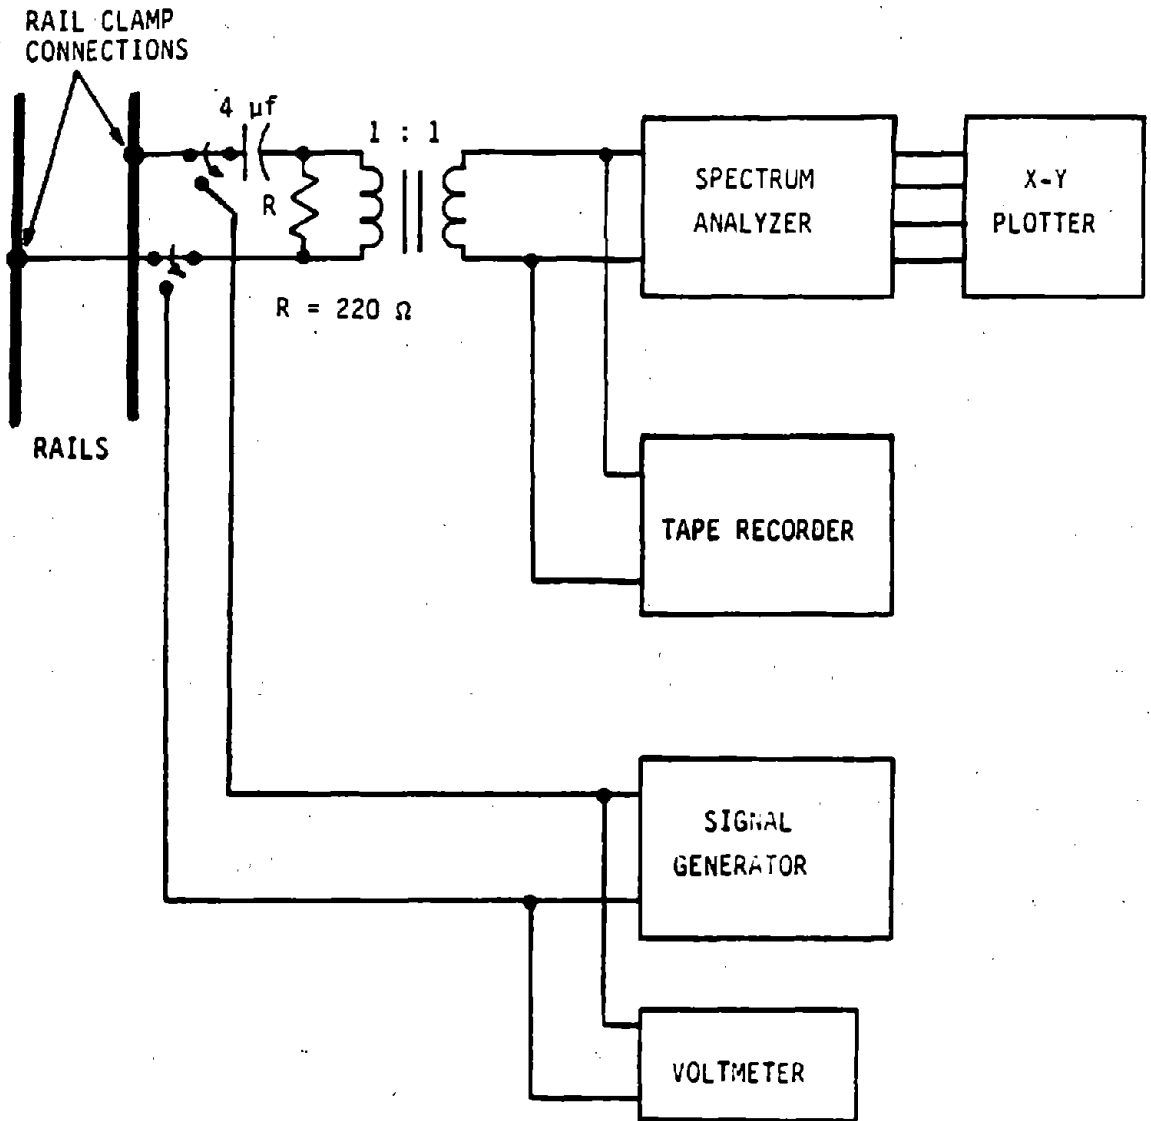 RAIL CLAMP
CONNECTIONS
4 µf
1 : 1
R
R = 220 Ω
SPECTRUM
ANALYZER
X-Y
PLOTTER
RAILS
TAPE RECORDER
SIGNAL
GENERATOR
VOLTMETER